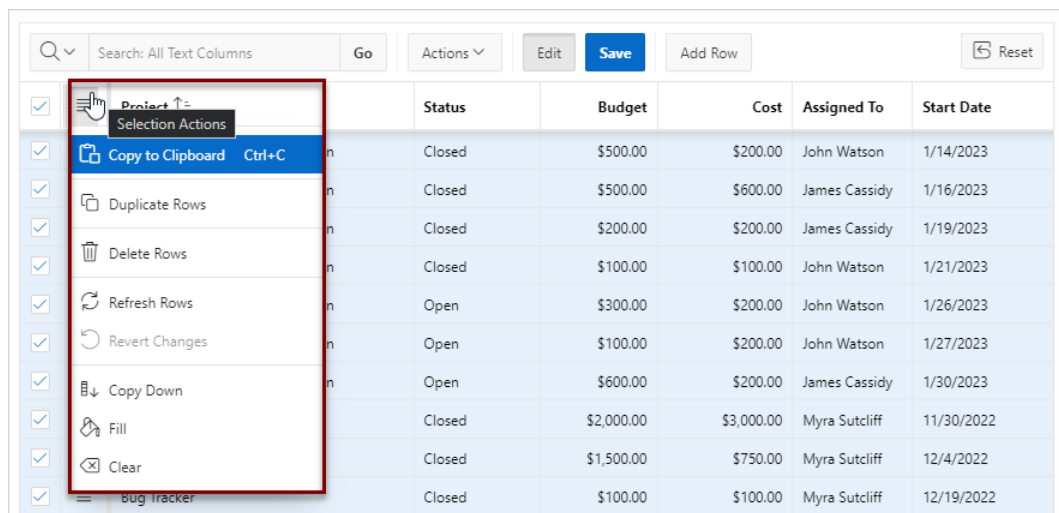 Search: All Text Columns Go Actions Edit Save Add Row Reset
Project Status Budget Cost Assigned To Start Date
Selection Actions
Copy to Clipboard Ctrl+C n Closed $500.00 $200.00 John Watson 1/14/2023
n Closed $500.00 $600.00 James Cassidy 1/16/2023
Duplicate Rows
n Closed $200.00 $200.00 James Cassidy 1/19/2023
Delete Rows
n Closed $100.00 $100.00 John Watson 1/21/2023
Refresh Rows n Open $300.00 $200.00 John Watson 1/26/2023
Revert Changes n Open $100.00 $200.00 John Watson 1/27/2023
n Open $600.00 $200.00 James Cassidy 1/30/2023
Copy Down
Fill Closed $2,000.00 $3,000.00 Myra Sutcliff 11/30/2022
Clear Closed $1,500.00 $750.00 Myra Sutcliff 12/4/2022
Bug Tracker Closed $100.00 $100.00 Myra Sutcliff 12/19/2022